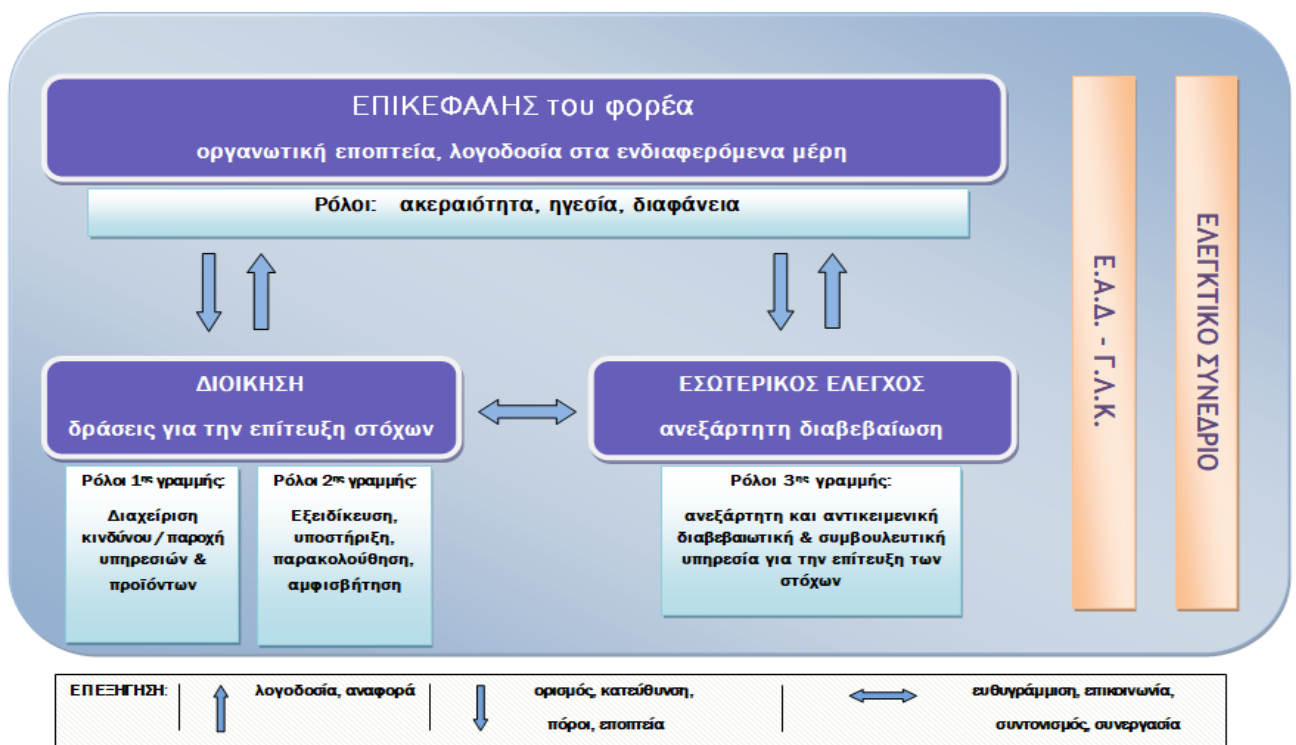 ΕΠΙΚΕΦΑΛΗΣ του φορέα
οργανωτική εποπτεία, λογοδοσία στα ενδιαφερόμενα μέρη
Ρόλοι: ακεραιότητα, ηγεσία, διαφάνεια
ΔΙΟΙΚΗΣΗ
δράσεις για την επίτευξη στόχων
Ρόλοι 1ης γραμμής:
Διαχείριση
κινδύνου / παροχή
υπηρεσιών &
προϊόντων
Ρόλοι 2ης γραμμής:
Εξειδίκευση,
υποστήριξη,
παρακολούθηση,
αμφισβήτηση
ΕΣΩΤΕΡΙΚΟΣ ΕΛΕΓΧΟΣ
ανεξάρτητη διαβεβαίωση
Ρόλοι 3ης γραμμής:
ανεξάρτητη και αντικειμενική
διαβεβαιωτική & συμβουλευτική
υπηρεσία για την επίτευξη των
στόχων
Ε.Α.Δ. - Γ.Λ.Κ.
ΕΛΕΓΚΤΙΚΟ ΣΥΝΕΔΡΙΟ
ΕΠΕΞΗΓΗΣΗ:
λογοδοσία, αναφορά
ορισμός, κατεύθυνση,
πόροι, εποπτεία
ευθυγράμμιση, επικοινωνία,
συντονισμός, συνεργασία